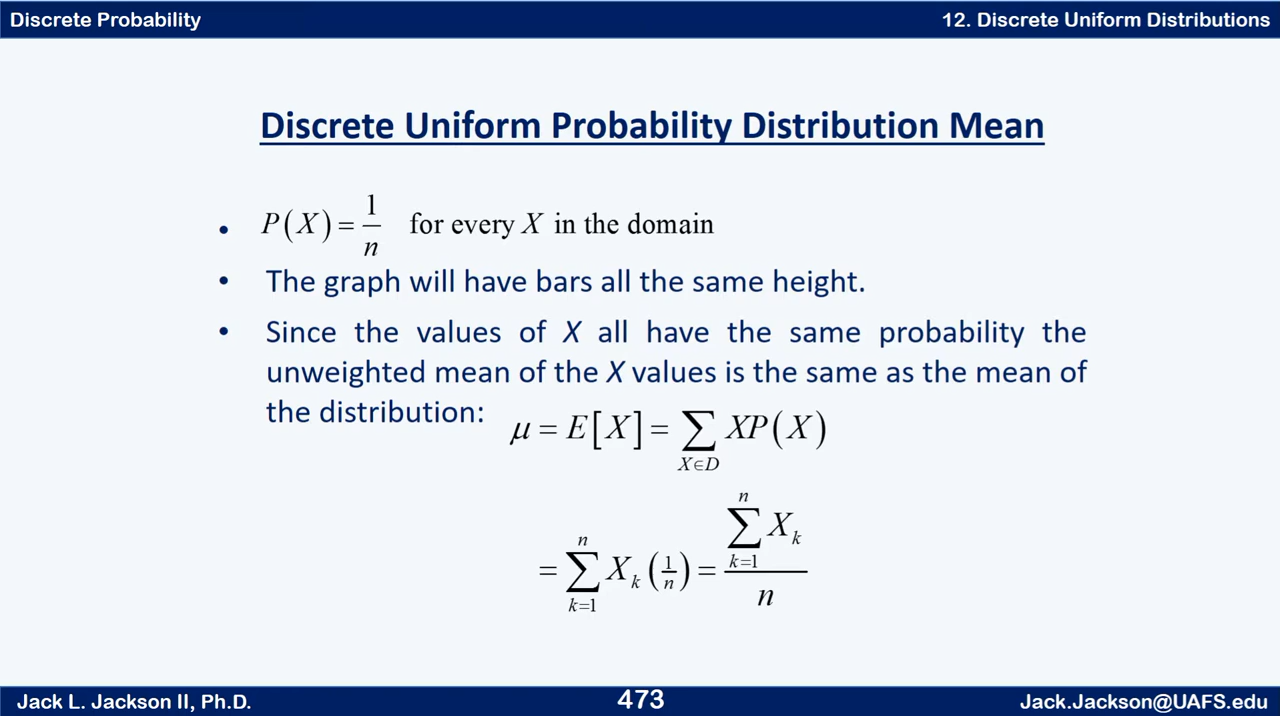 Discrete Probability
12. Discrete Uniform Distributions
Discrete Uniform Probability Distribution Mean
• P(X) = 1/n for every X in the domain
• The graph will have bars all the same height.
• Since the values of X all have the same probability the
unweighted mean of the X values is the same as the mean of
the distribution: μ = E[X] = ∑_{X∈D} XP(X)
= ∑_{k=1}^{n} X_k (1/n) = (∑_{k=1}^{n} X_k)/n
Jack L. Jackson II, Ph.D.
473
Jack.Jackson@UAFS.edu